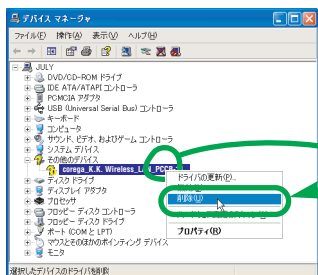 デバイス マネージャ
ファイル(F) 操作(A) 表示(V) ヘルプ(H)
JULY
DVD/CD-ROM ドライブ
IDE ATA/ATAPI コントローラ
PCMCIA アダプタ
USB (Universal Serial Bus) コントローラ
キーボード
コンピュータ
サウンド、ビデオ、およびゲーム コントローラ
システム デバイス
その他のデバイス
corega_K.K. Wireless_LAN_PCC
ディスク ドライブ
ディスプレイ アダプタ
プロセッサ
フロッピー ディスク コントローラ
フロッピー ディスク ドライブ
ポート (COM と LPT)
マウスとそのほかのポインティング デバイス
モニタ
ドライバの更新(P)...
削除(U)
プロパティ(R)
選択したデバイスのドライバを削除